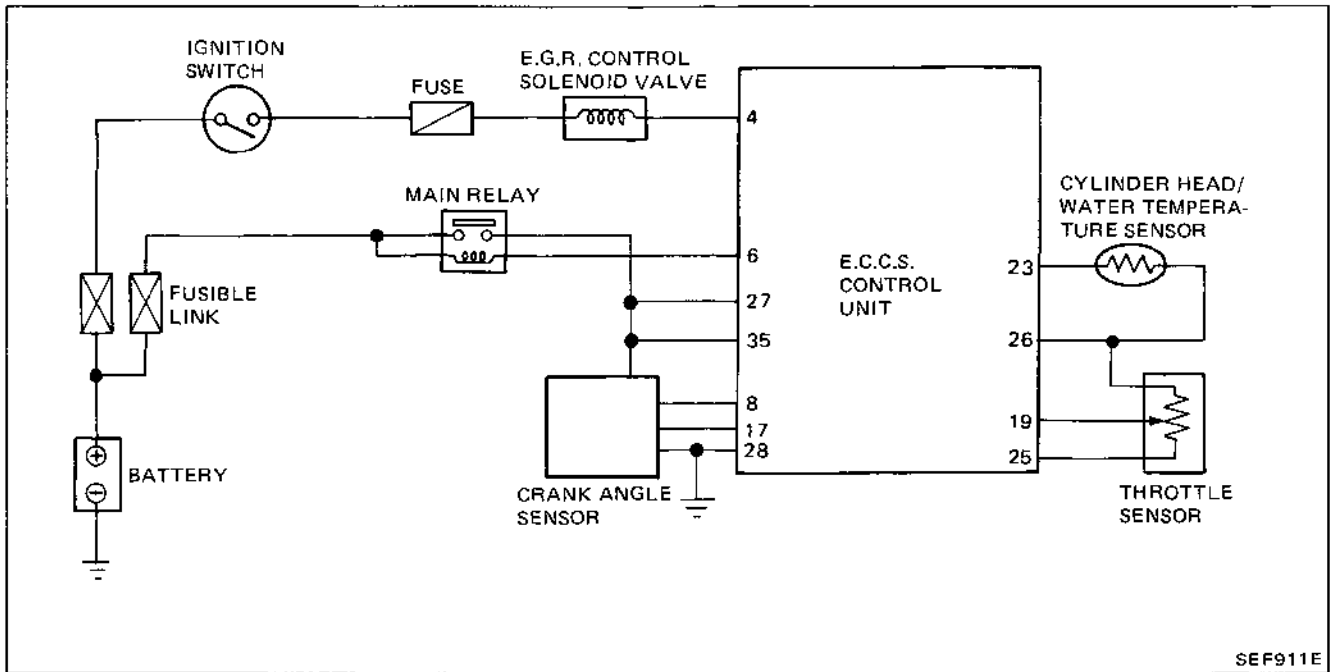 IGNITION
SWITCH
FUSE
E.G.R. CONTROL
SOLENOID VALVE
4
MAIN RELAY
6
27
35
8
17
28
E.C.C.S.
CONTROL
UNIT
CYLINDER HEAD/
WATER TEMPERA-
TURE SENSOR
23
26
19
25
THROTTLE
SENSOR
FUSIBLE
LINK
BATTERY
CRANK ANGLE
SENSOR
SEF911E